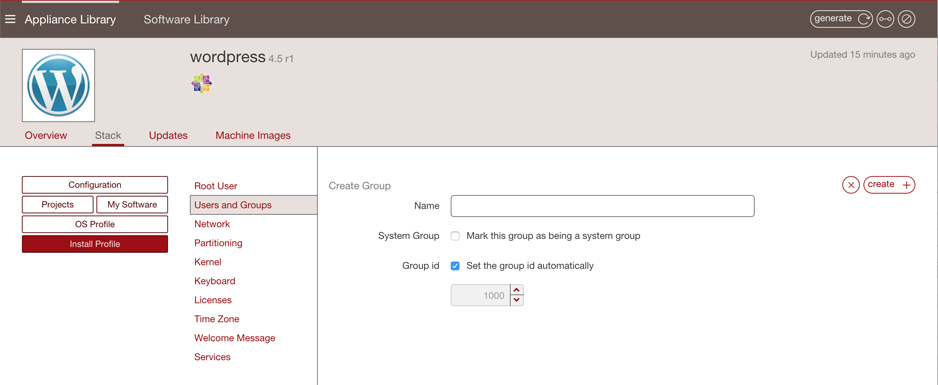 Appliance Library Software Library generate
wordpress 4.5 r1 Updated 15 minutes ago
Overview Stack Updates Machine Images
Configuration
Projects My Software
OS Profile
Install Profile
Root User
Users and Groups
Network
Partitioning
Kernel
Keyboard
Licenses
Time Zone
Welcome Message
Services
Create Group create
Name
System Group Mark this group as being a system group
Group id Set the group id automatically
1000